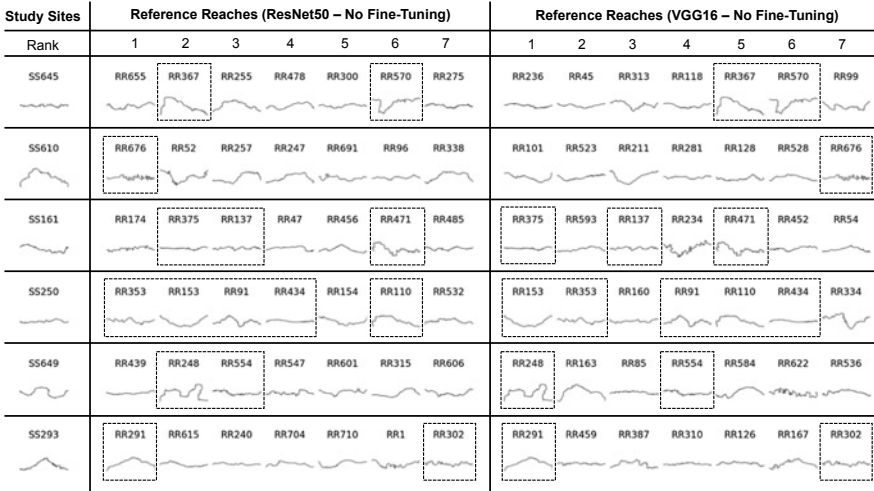 Study Sites Reference Reaches (ResNet50 – No Fine-Tuning) Reference Reaches (VGG16 – No Fine-Tuning)
Rank 1 2 3 4 5 6 7 1 2 3 4 5 6 7
SS645 RR655 RR367 RR255 RR478 RR300 RR570 RR275 RR236 RR45 RR313 RR118 RR367 RR570 RR99
SS610 RR676 RR52 RR257 RR247 RR691 RR96 RR338 RR101 RR523 RR211 RR281 RR128 RR528 RR676
SS161 RR174 RR375 RR137 RR47 RR456 RR471 RR485 RR375 RR593 RR137 RR234 RR471 RR452 RR54
SS250 RR353 RR153 RR91 RR434 RR154 RR110 RR532 RR153 RR353 RR160 RR91 RR110 RR434 RR334
SS649 RR439 RR248 RR554 RR547 RR601 RR315 RR606 RR248 RR163 RR85 RR554 RR584 RR622 RR536
SS293 RR291 RR615 RR240 RR704 RR710 RR1 RR302 RR291 RR459 RR387 RR310 RR126 RR167 RR302